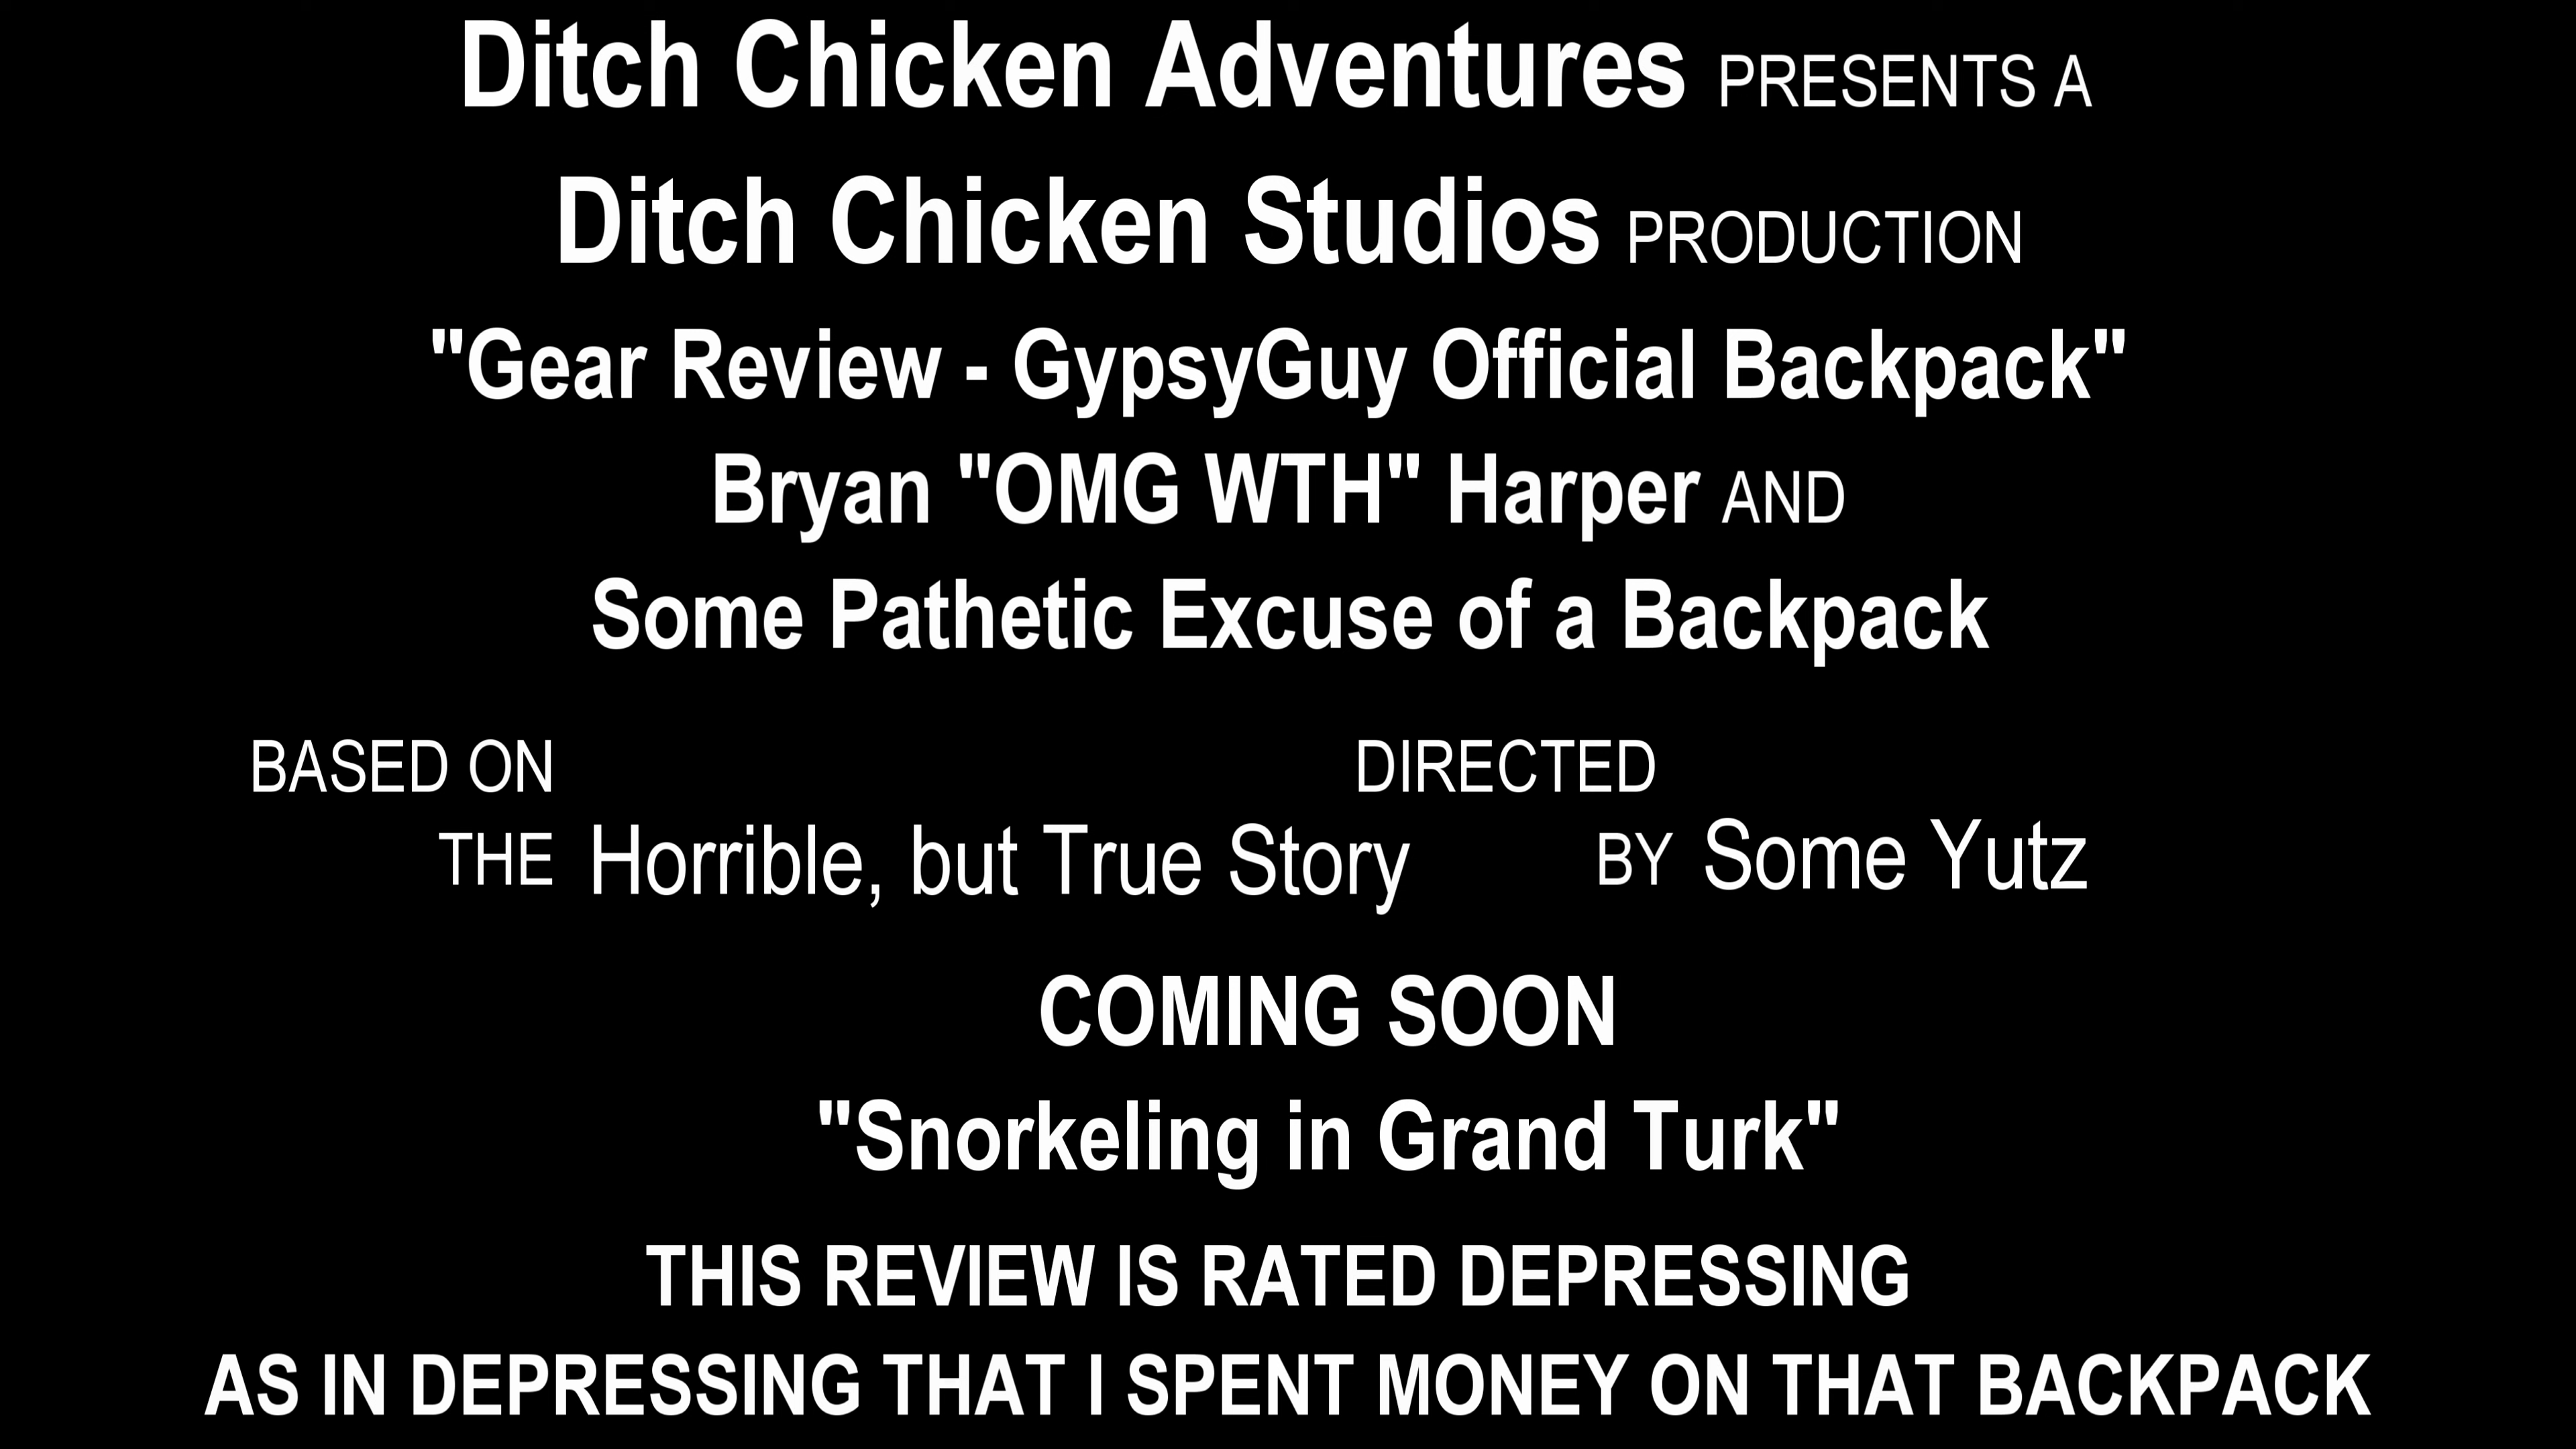 Ditch Chicken Adventures PRESENTS A
Ditch Chicken Studios PRODUCTION
"Gear Review - GypsyGuy Official Backpack"
Bryan "OMG WTH" Harper AND
Some Pathetic Excuse of a Backpack
BASED ON
THE Horrible, but True Story
DIRECTED
BY Some Yutz
COMING SOON
"Snorkeling in Grand Turk"
THIS REVIEW IS RATED DEPRESSING
AS IN DEPRESSING THAT I SPENT MONEY ON THAT BACKPACK